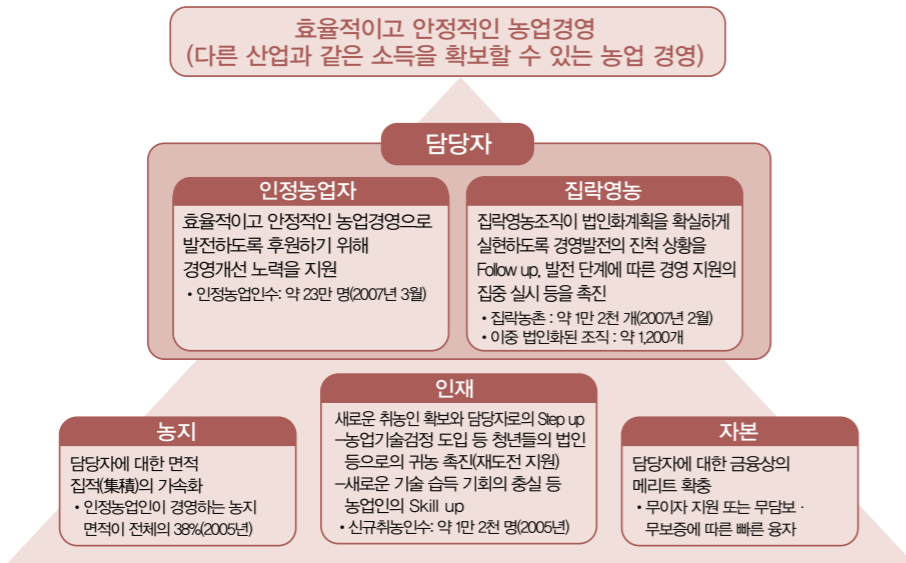 효율적이고 안정적인 농업경영
(다른 산업과 같은 소득을 확보할 수 있는 농업 경영)
담당자
인정농업자
효율적이고 안정적인 농업경영으로
발전하도록 후원하기 위해
경영개선 노력을 지원
• 인정농업인수: 약 23만 명(2007년 3월)
집락영농
집락영농조직이 법인화계획을 확실하게
실현하도록 경영발전의 진척 상황을
Follow up, 발전 단계에 따른 경영 지원의
집중 실시 등을 촉진
• 집락농촌 : 약 1만 2천 개(2007년 2월)
• 이중 법인화된 조직 : 약 1,200개
농지
담당자에 대한 면적
집적(集積)의 가속화
• 인정농업인이 경영하는 농지
면적이 전체의 38%(2005년)
인재
새로운 취농인 확보와 담당자로의 Step up
–농업기술검정 도입 등 청년들의 법인
등으로의 귀농 촉진(재도전 지원)
–새로운 기술 습득 기회의 충실 등
농업인의 Skill up
• 신규취농인수: 약 1만 2천 명(2005년)
자본
담당자에 대한 금융상의
메리트 확충
• 무이자 지원 또는 무담보 ·
무보증에 따른 빠른 융자